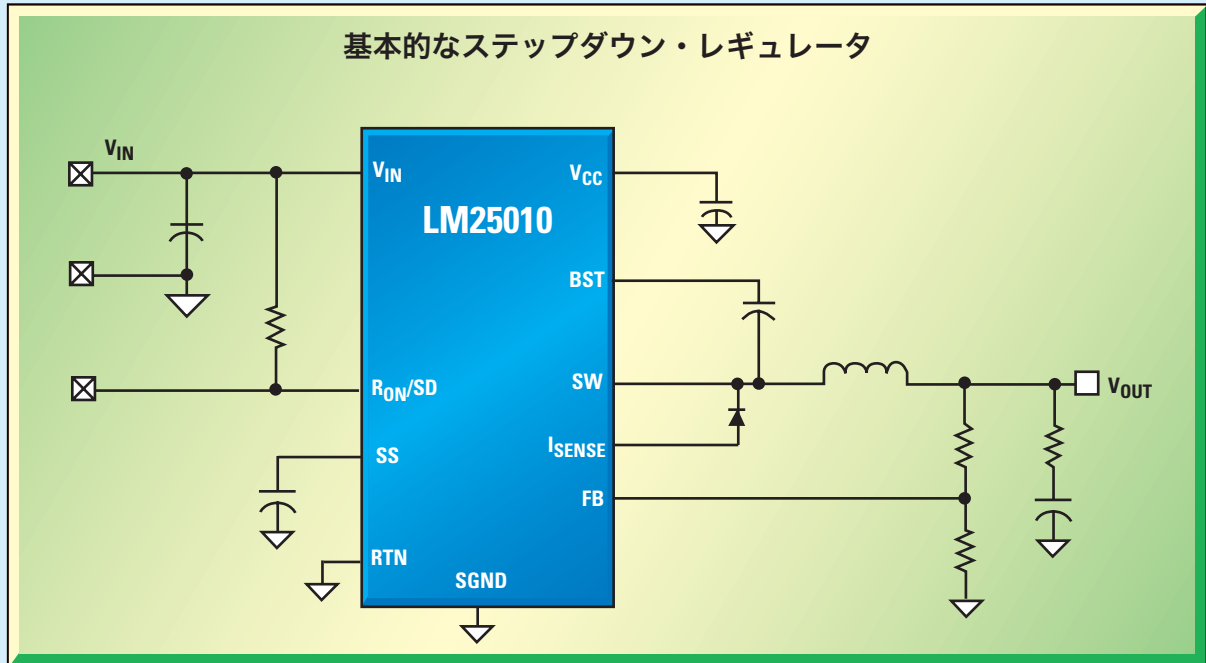 基本的なステップダウン・レギュレータ
VIN
VIN
VCC
LM25010
BST
RON/SD
SW
VOUT
ISENSE
SS
FB
RTN
SGND